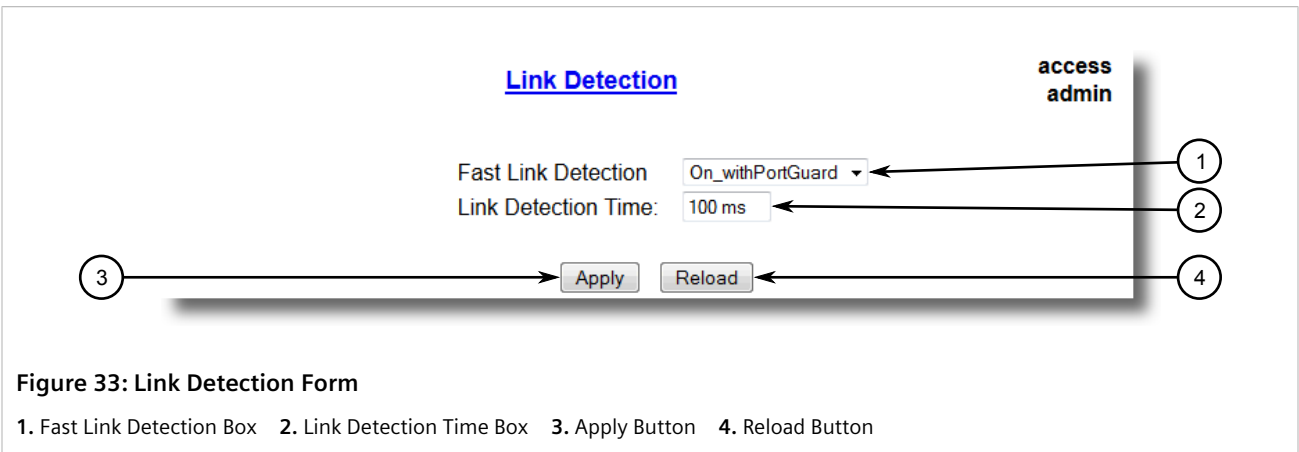 access
admin
Link Detection
Fast Link Detection On_withPortGuard
Link Detection Time: 100 ms
Apply Reload
1
2
3
4
Figure 33: Link Detection Form
1. Fast Link Detection Box 2. Link Detection Time Box 3. Apply Button 4. Reload Button